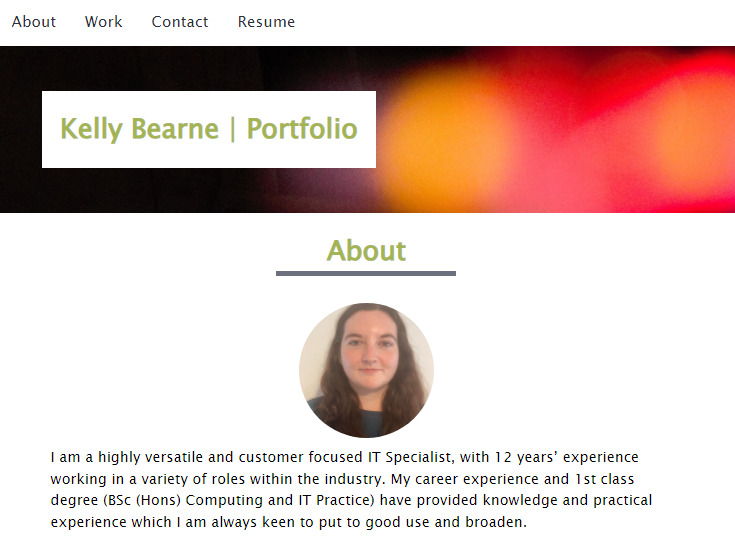 About Work Contact Resume
Kelly Bearne | Portfolio
About
I am a highly versatile and customer focused IT Specialist, with 12 years’ experience
working in a variety of roles within the industry. My career experience and 1st class
degree (BSc (Hons) Computing and IT Practice) have provided knowledge and practical
experience which I am always keen to put to good use and broaden.